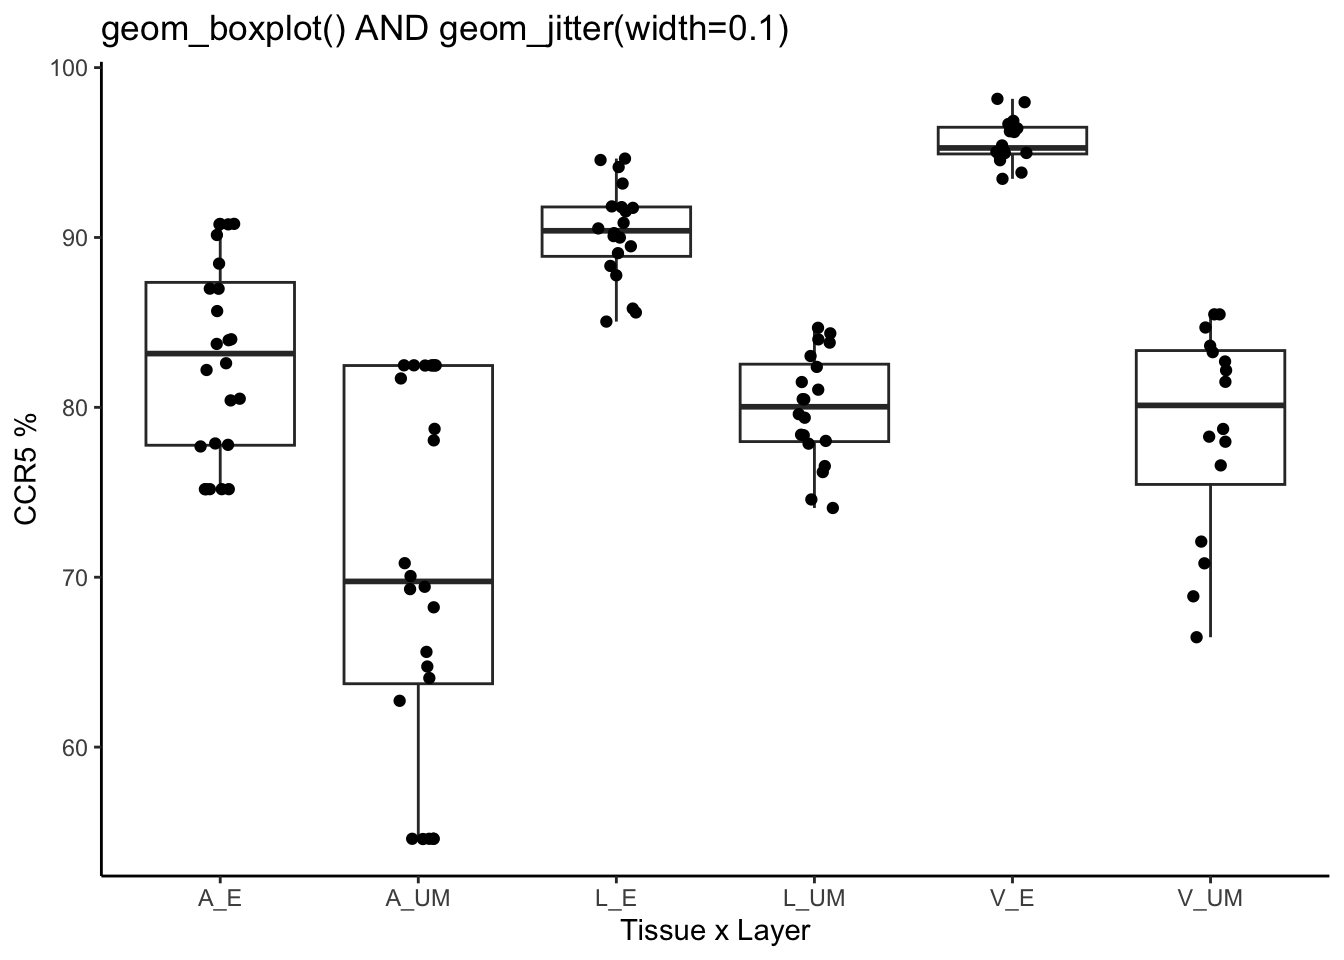 geom_boxplot() AND geom_jitter(width=0.1)
100
90
80
70
60
CCR5 %
A_E A_UM L_E L_UM V_E V_UM
Tissue x Layer